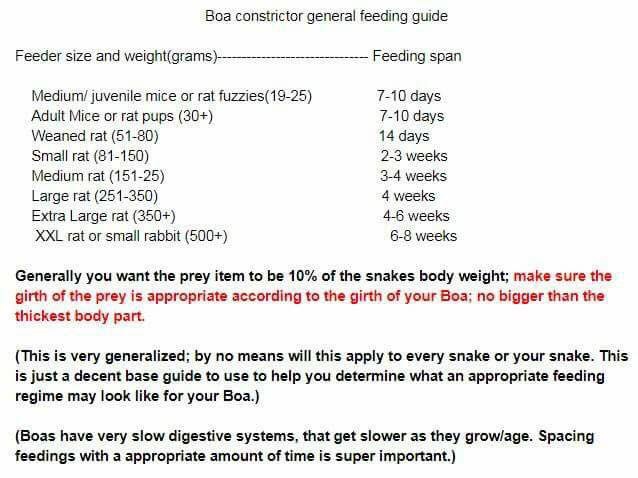 Boa constrictor general feeding guide
Feeder size and weight(grams)-------------------------------- Feeding span
Medium/ juvenile mice or rat fuzzies(19-25) 7-10 days
Adult Mice or rat pups (30+) 7-10 days
Weaned rat (51-80) 14 days
Small rat (81-150) 2-3 weeks
Medium rat (151-25) 3-4 weeks
Large rat (251-350) 4 weeks
Extra Large rat (350+) 4-6 weeks
XXL rat or small rabbit (500+) 6-8 weeks
Generally you want the prey item to be 10% of the snakes body weight; make sure the
girth of the prey is appropriate according to the girth of your Boa; no bigger than the
thickest body part.
(This is very generalized; by no means will this apply to every snake or your snake. This
is just a decent base guide to use to help you determine what an appropriate feeding
regime may look like for your Boa.)
(Boas have very slow digestive systems, that get slower as they grow/age. Spacing
feedings with a appropriate amount of time is super important.)